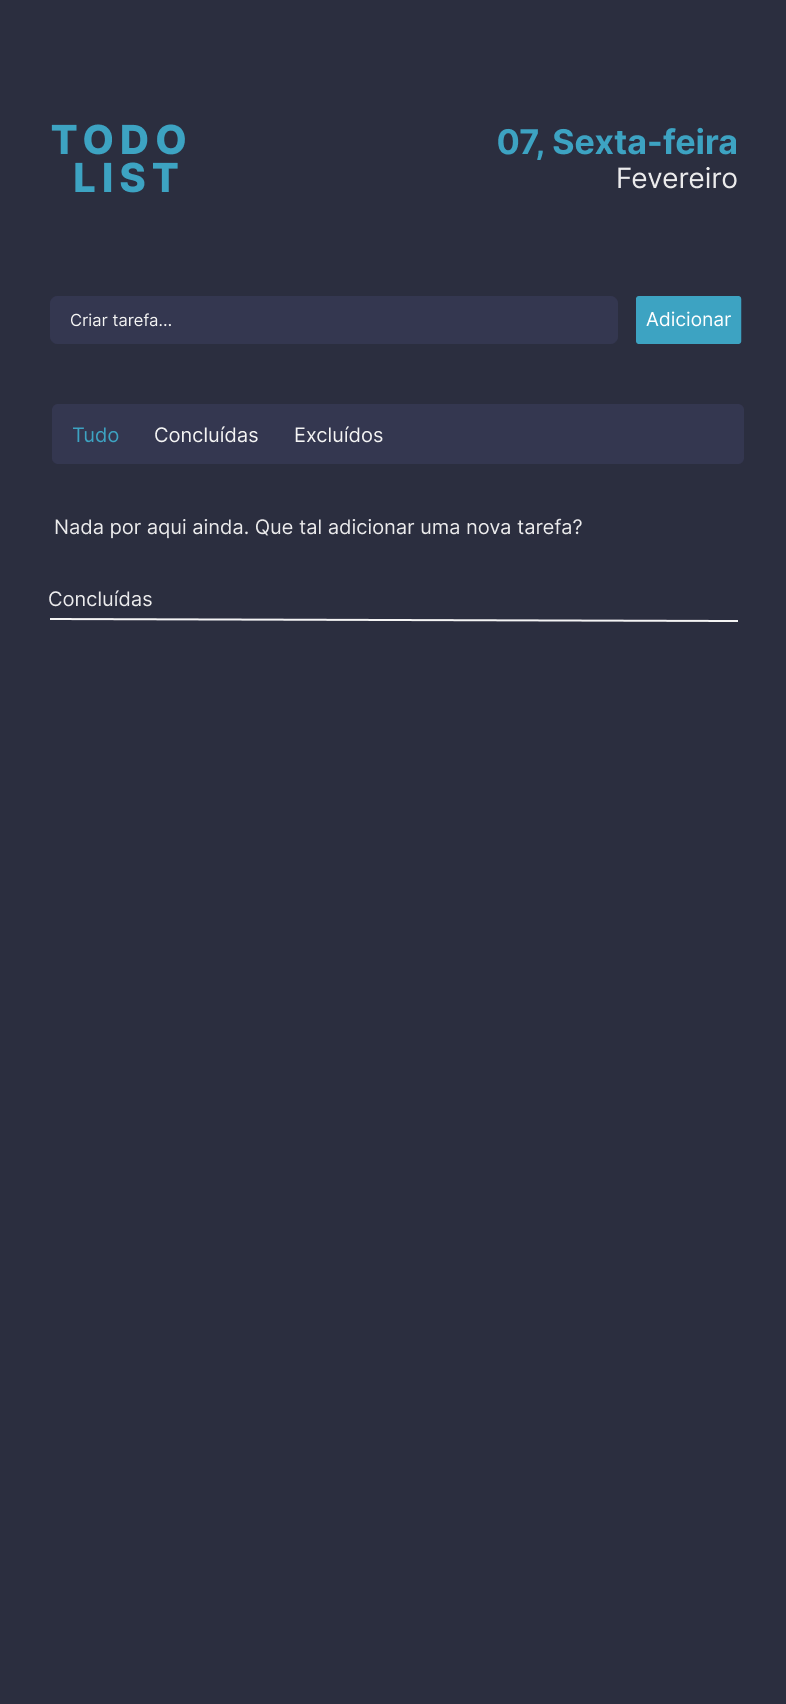 TODO
LIST
07, Sexta-feira
Fevereiro
Criar tarefa...
Adicionar
Tudo
Concluídas
Excluídos
Nada por aqui ainda. Que tal adicionar uma nova tarefa?
Concluídas